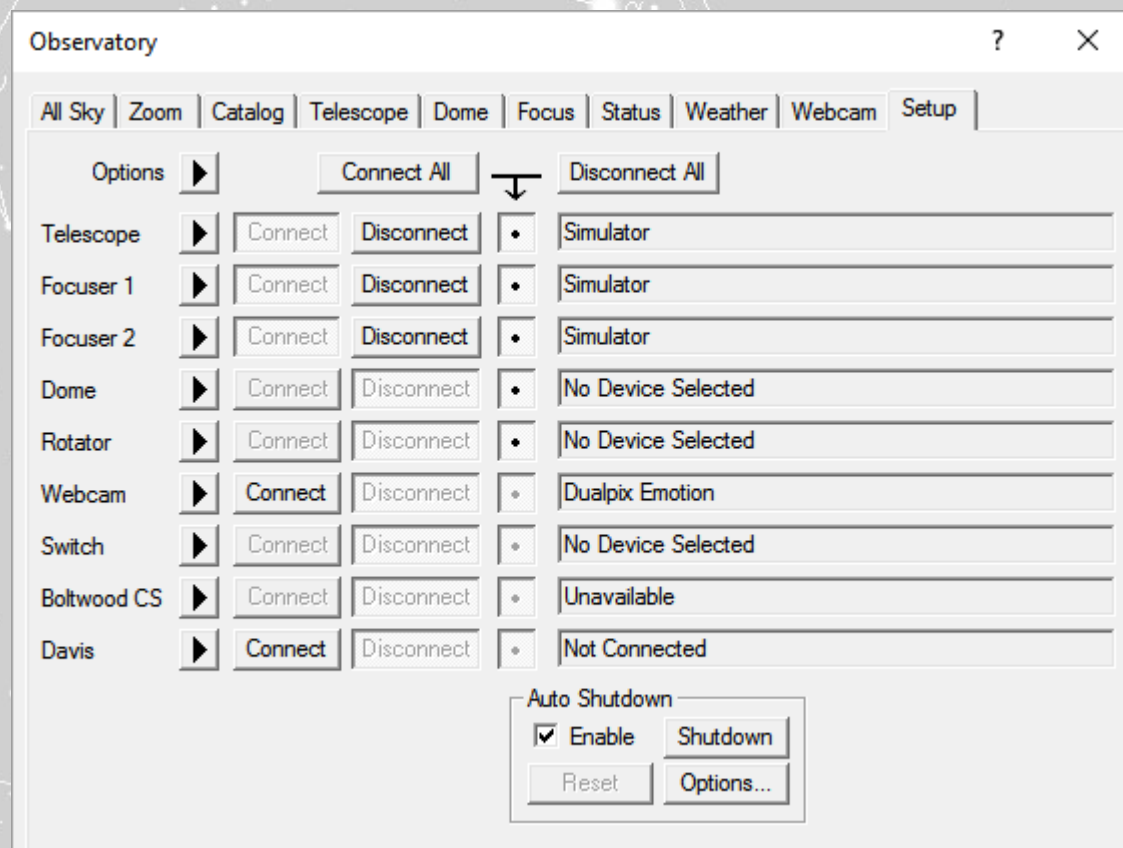 Observatory ?
All Sky Zoom Catalog Telescope Dome Focus Status Weather Webcam Setup
Options Connect All Disconnect All
Telescope Connect Disconnect Simulator
Focuser 1 Connect Disconnect Simulator
Focuser 2 Connect Disconnect Simulator
Dome Connect Disconnect No Device Selected
Rotator Connect Disconnect No Device Selected
Webcam Connect Disconnect Dualpix Emotion
Switch Connect Disconnect No Device Selected
Boltwood CS Connect Disconnect Unavailable
Davis Connect Disconnect Not Connected
Auto Shutdown
Enable Shutdown
Reset Options...